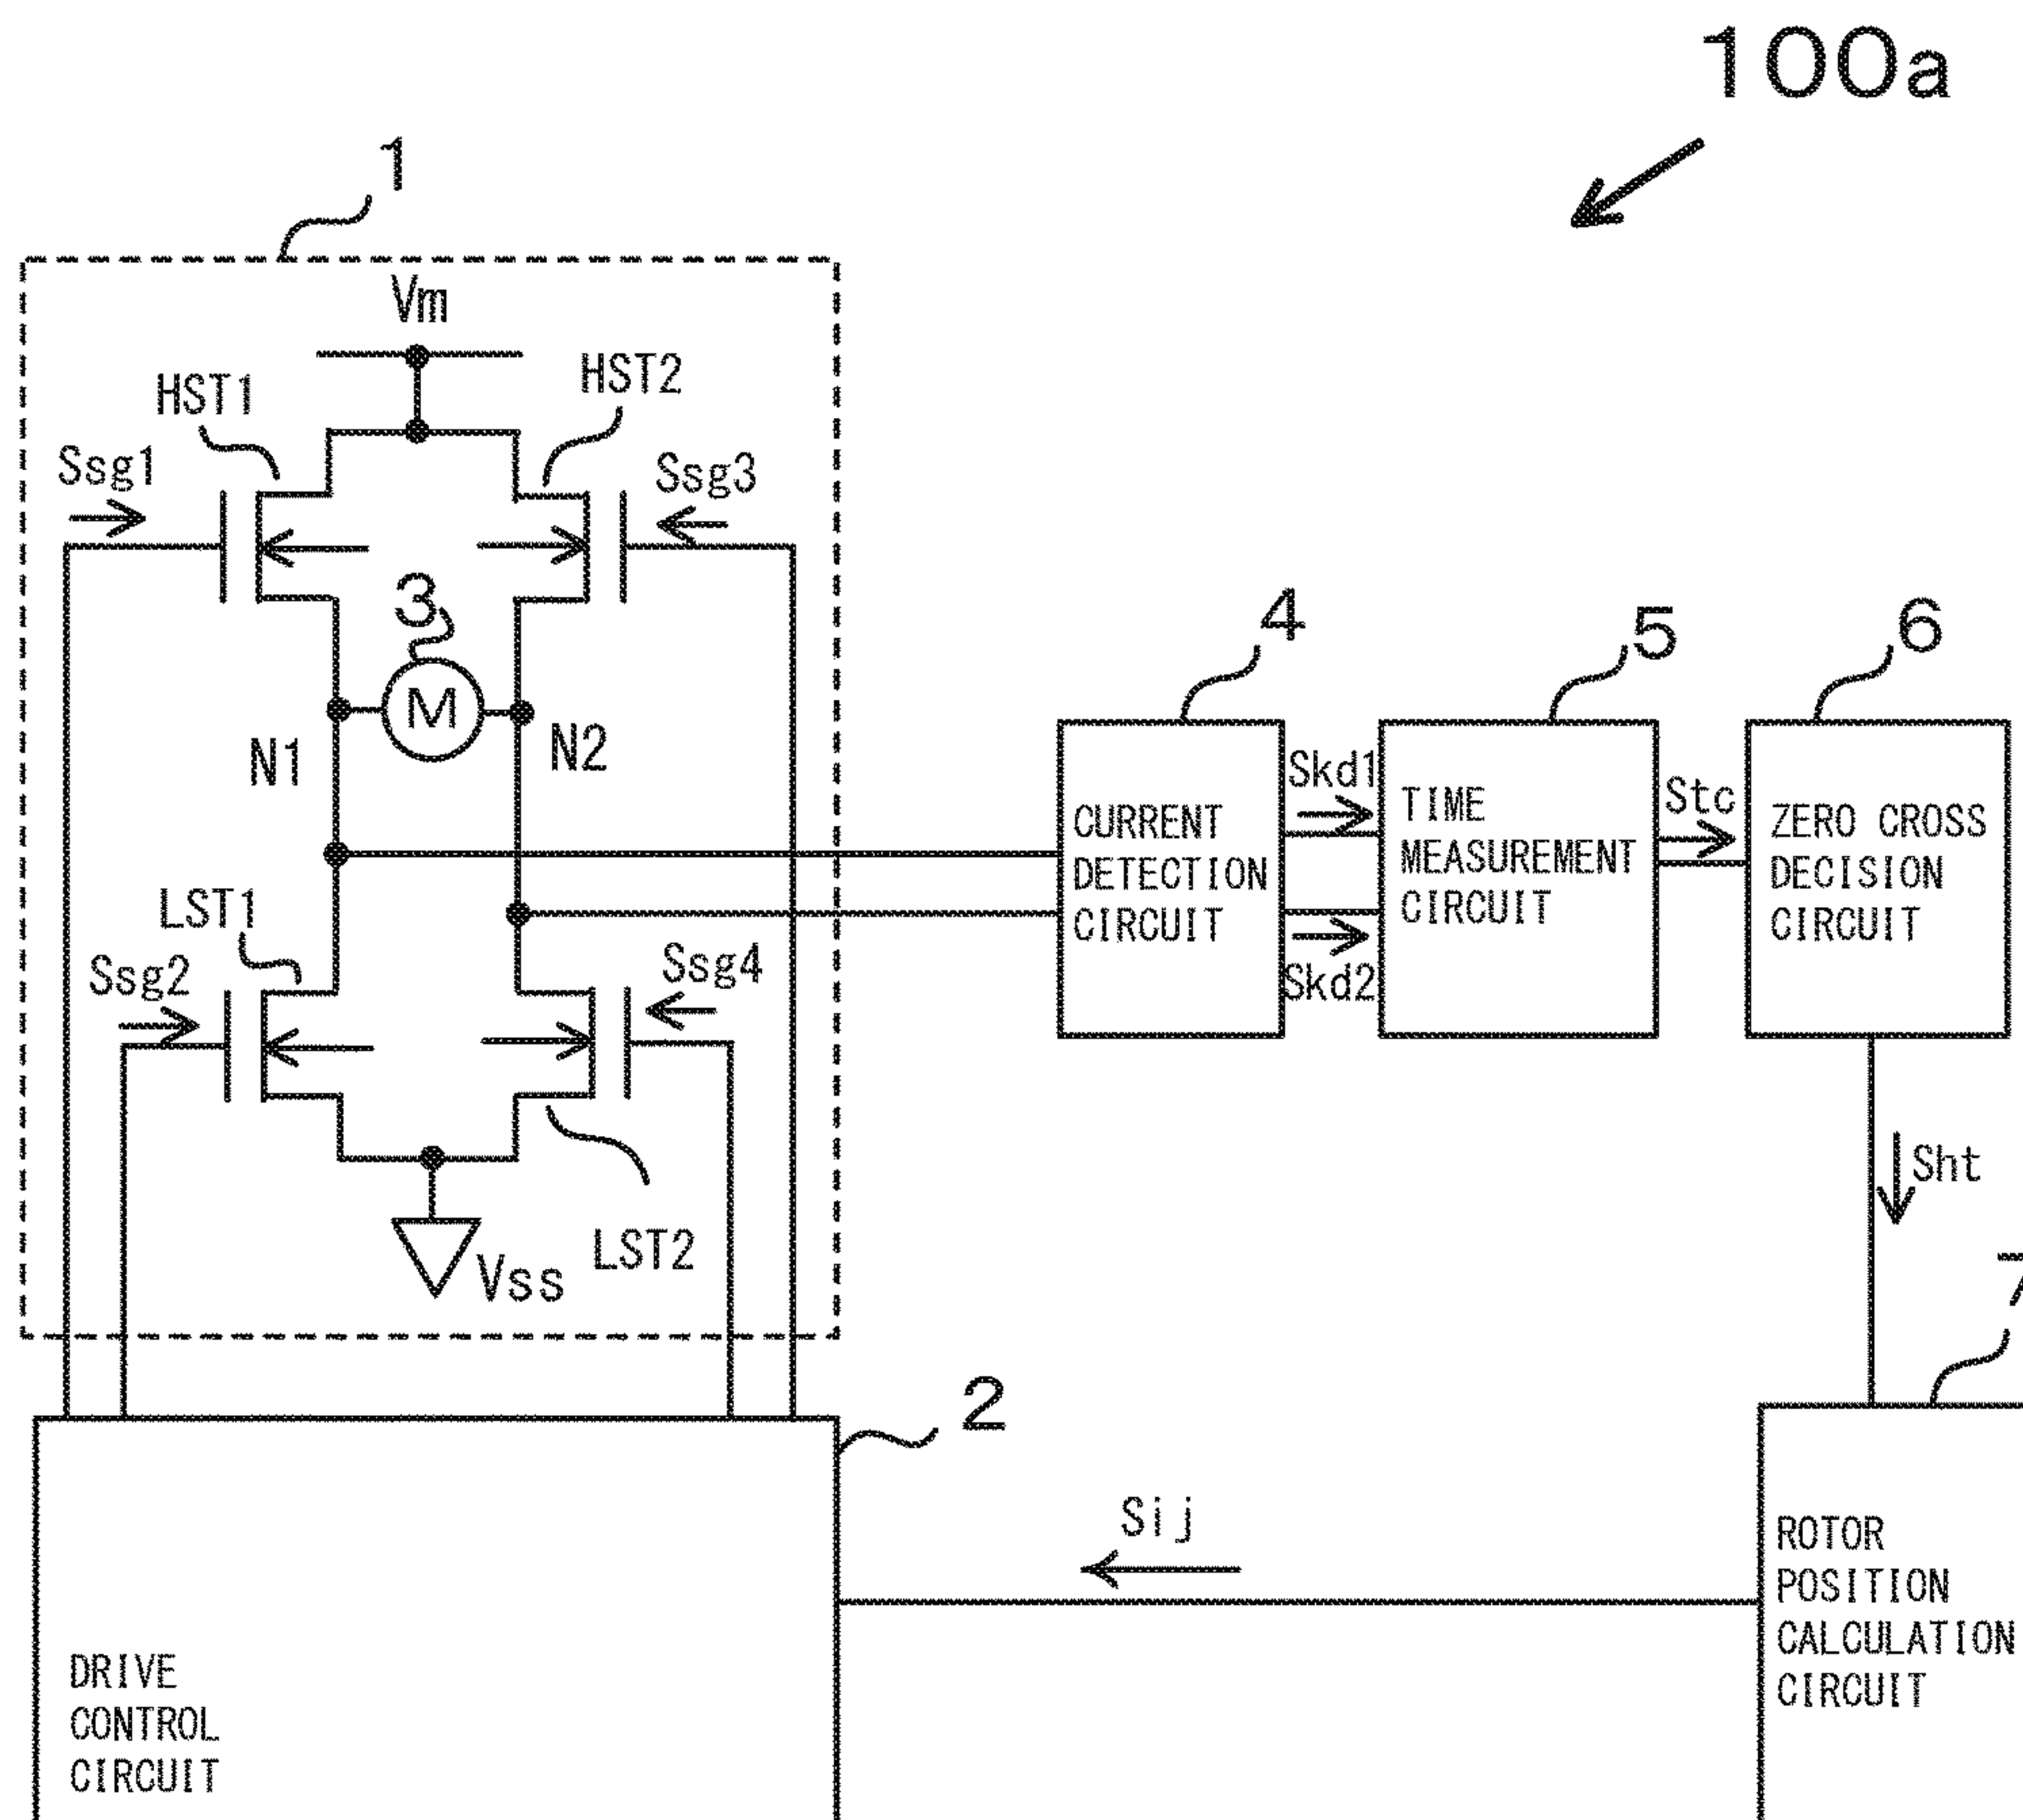 100a
1
Vm
HST1
HST2
Ssg1
Ssg3
3
M
N1
N2
4
5
6
CURRENT
DETECTION
CIRCUIT
Skd1
Skd2
TIME
MEASUREMENT
CIRCUIT
Stc
ZERO CROSS
DECISION
CIRCUIT
LST1
Ssg2
Ssg4
LST2
Vss
Sht
7
2
Sij
DRIVE
CONTROL
CIRCUIT
ROTOR
POSITION
CALCULATION
CIRCUIT